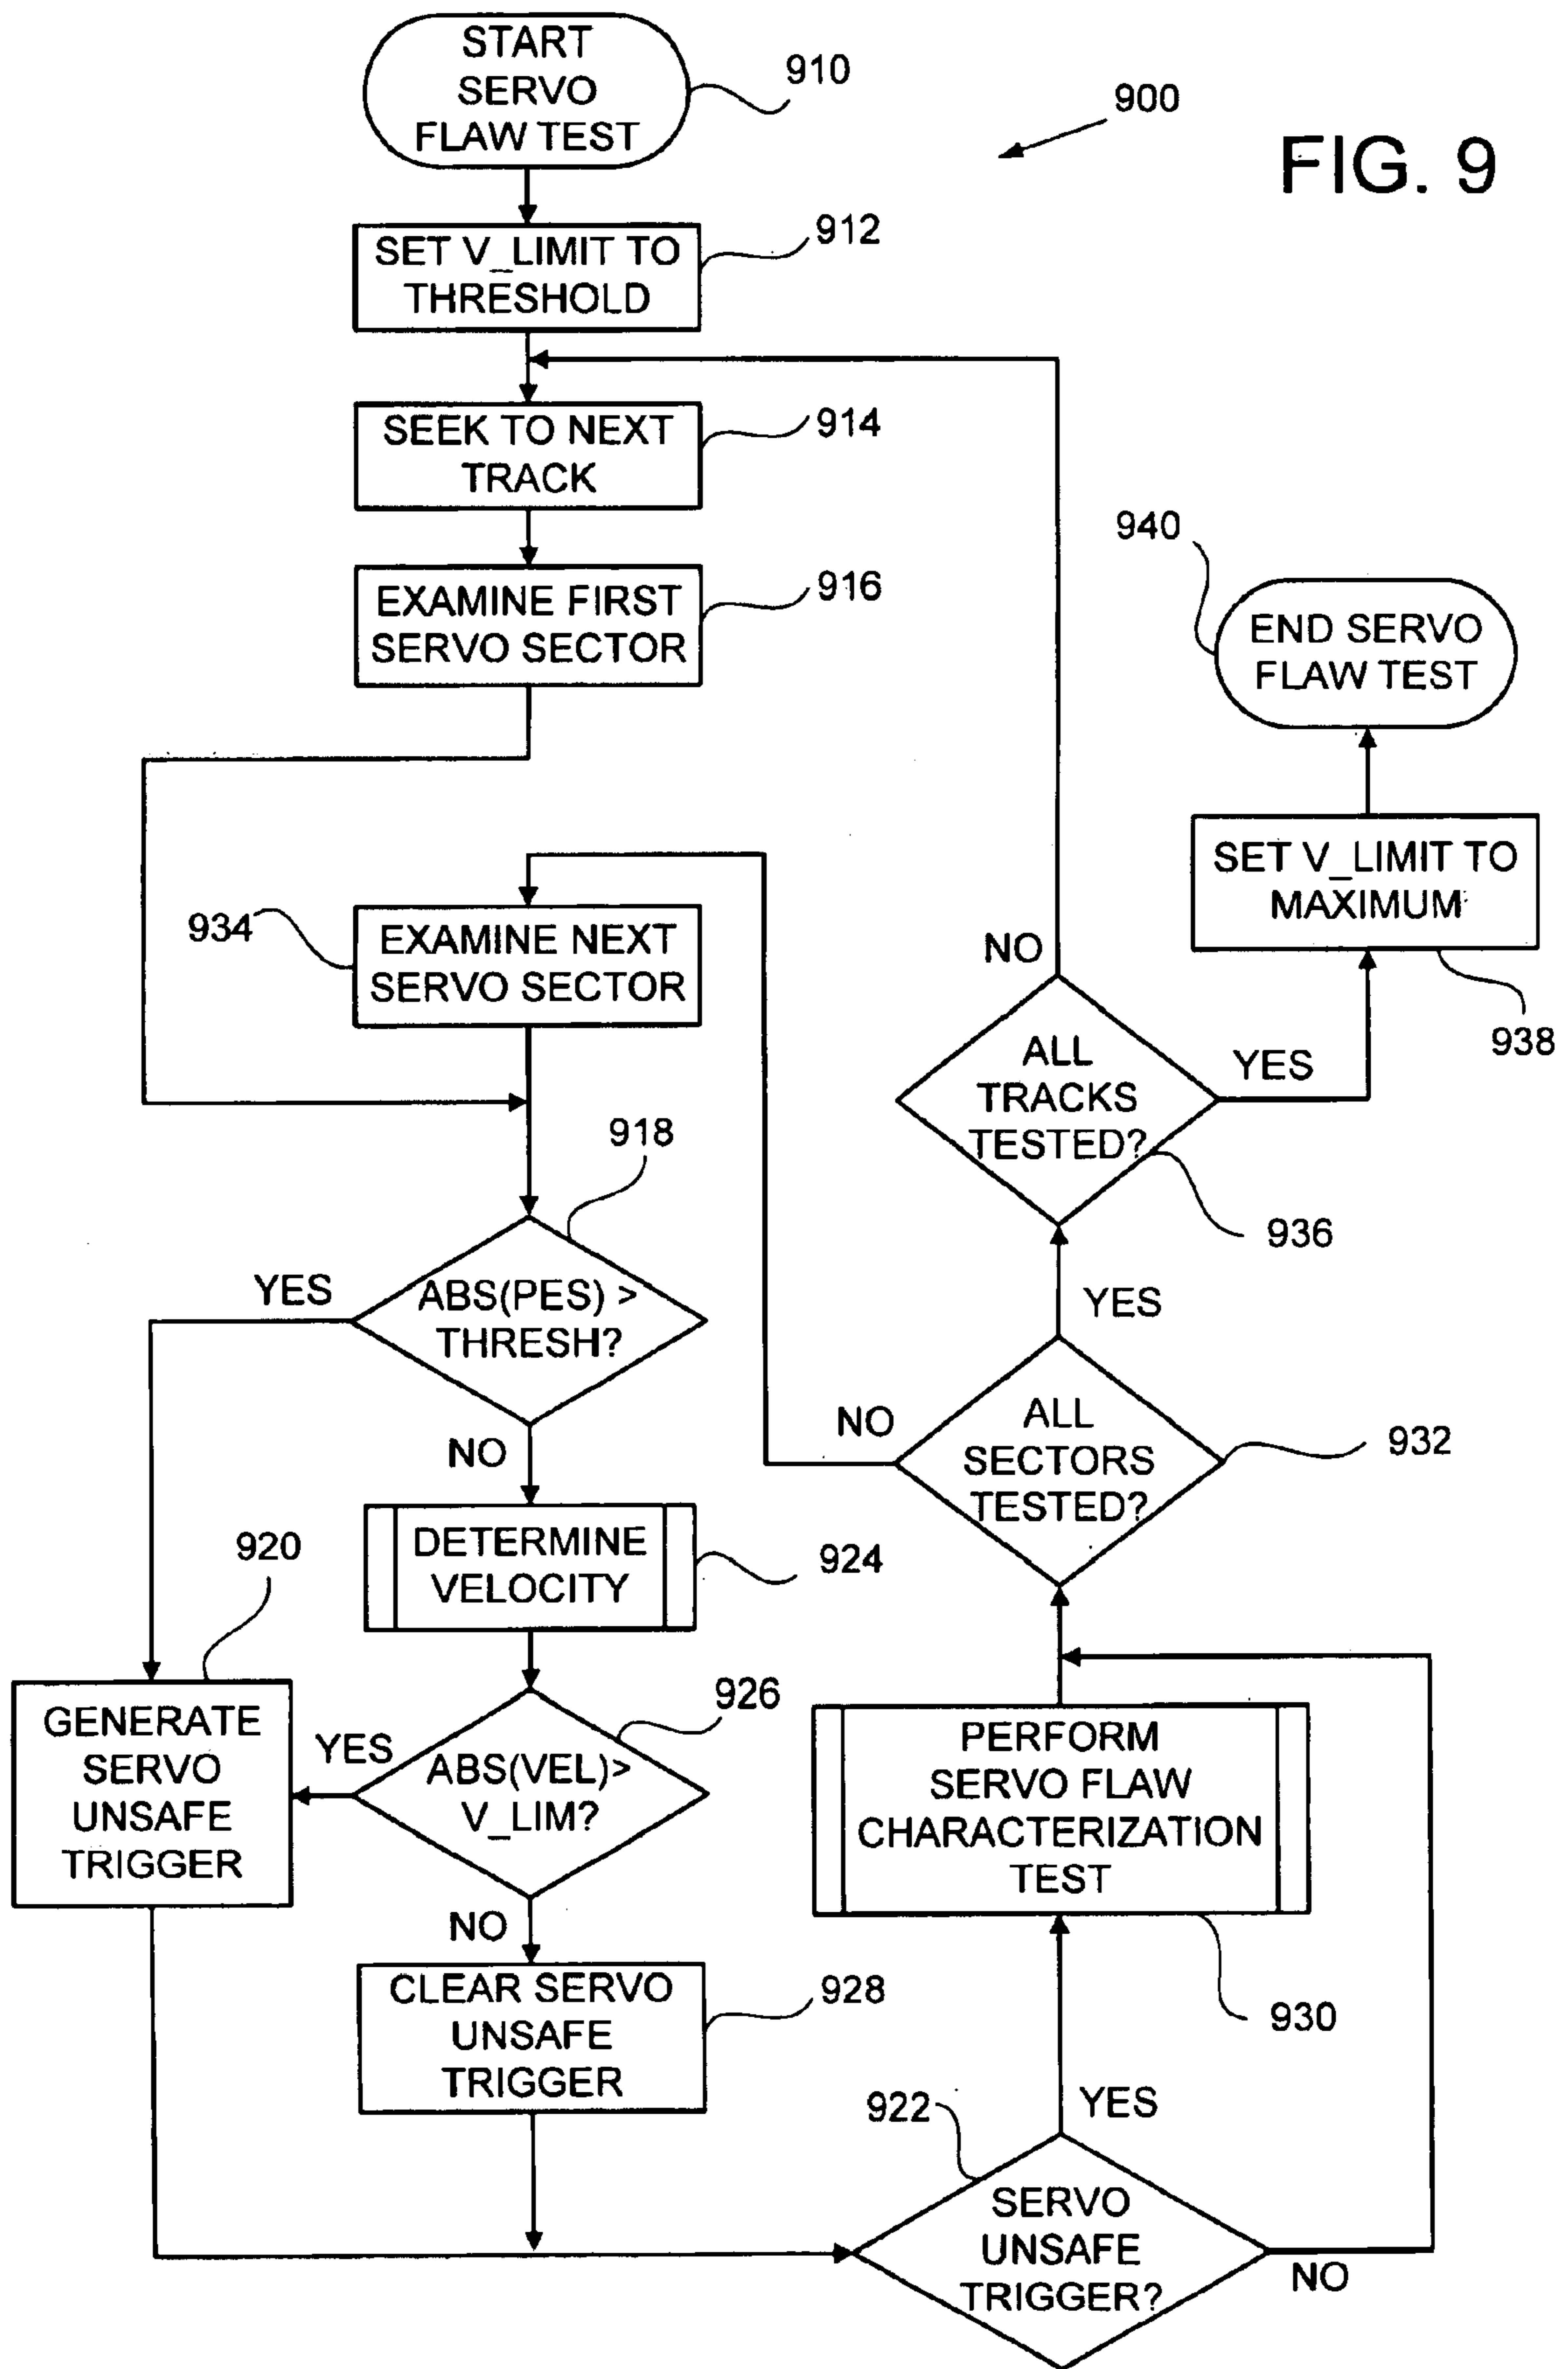 START
SERVO
FLAW TEST
910
900
FIG. 9
SET V_LIMIT TO
THRESHOLD
912
SEEK TO NEXT
TRACK
914
EXAMINE FIRST
SERVO SECTOR
916
940
END SERVO
FLAW TEST
SET V_LIMIT TO
MAXIMUM
938
934
EXAMINE NEXT
SERVO SECTOR
NO
ALL
TRACKS
TESTED?
YES
936
918
YES
ABS(PES) >
THRESH?
NO
YES
NO
ALL
SECTORS
TESTED?
932
DETERMINE
VELOCITY
924
920
GENERATE
SERVO
UNSAFE
TRIGGER
YES
926
ABS(VEL)>
V_LIM?
NO
PERFORM
SERVO FLAW
CHARACTERIZATION
TEST
930
CLEAR SERVO
UNSAFE
TRIGGER
928
YES
922
SERVO
UNSAFE
TRIGGER?
NO